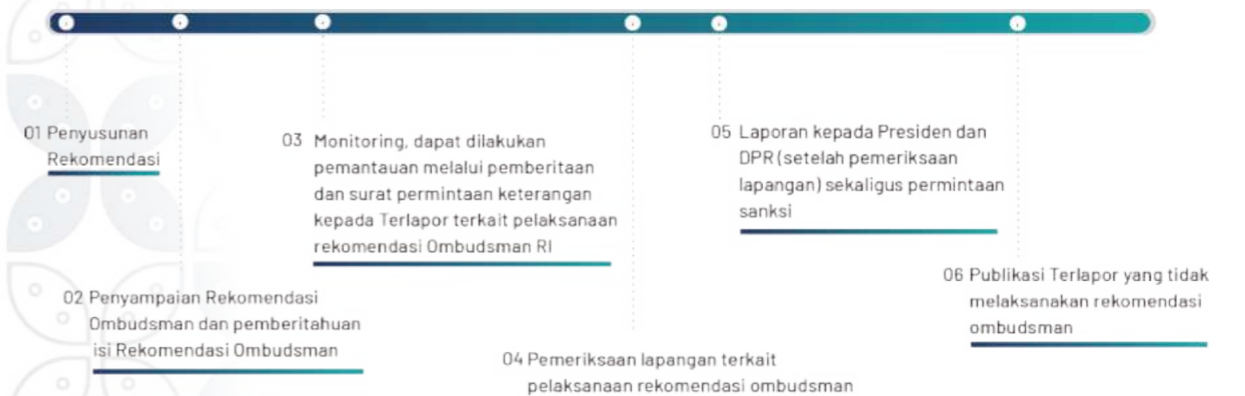 01 Penyusunan
Rekomendasi
02 Penyampaian Rekomendasi
Ombudsman dan pemberitahuan
isi Rekomendasi Ombudsman
03 Monitoring, dapat dilakukan
pemantauan melalui pemberitaan
dan surat permintaan keterangan
kepada Terlapor terkait pelaksanaan
rekomendasi Ombudsman RI
04 Pemeriksaan lapangan terkait
pelaksanaan rekomendasi ombudsman
05 Laporan kepada Presiden dan
DPR (setelah pemeriksaan
lapangan) sekaligus permintaan
sanksi
06 Publikasi Terlapor yang tidak
melaksanakan rekomendasi
ombudsman